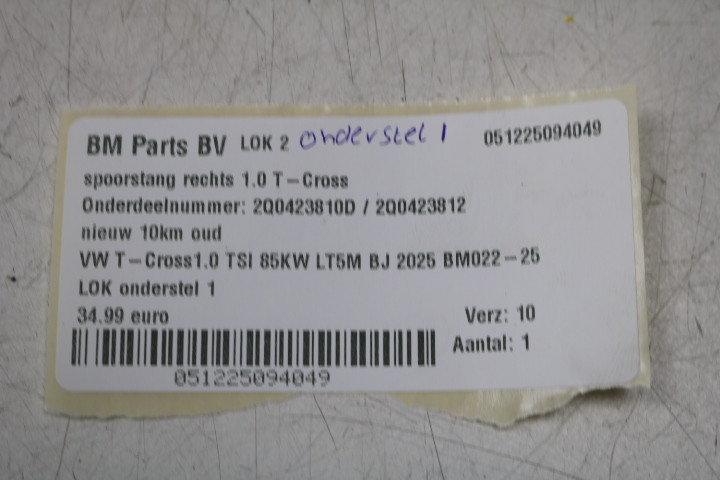 BM Parts BV LOK 2 onderstel 1 051225094049
spoorstang rechts 1.0 T-Cross
Onderdeelnummer: 2Q0423810D / 2Q0423812
nieuw 10km oud
VW T-Cross1.0 TSI 85KW LT5M BJ 2025 BM022-25
LOK onderstel 1
34.99 euro Verz: 10
Aantal: 1
051225094049